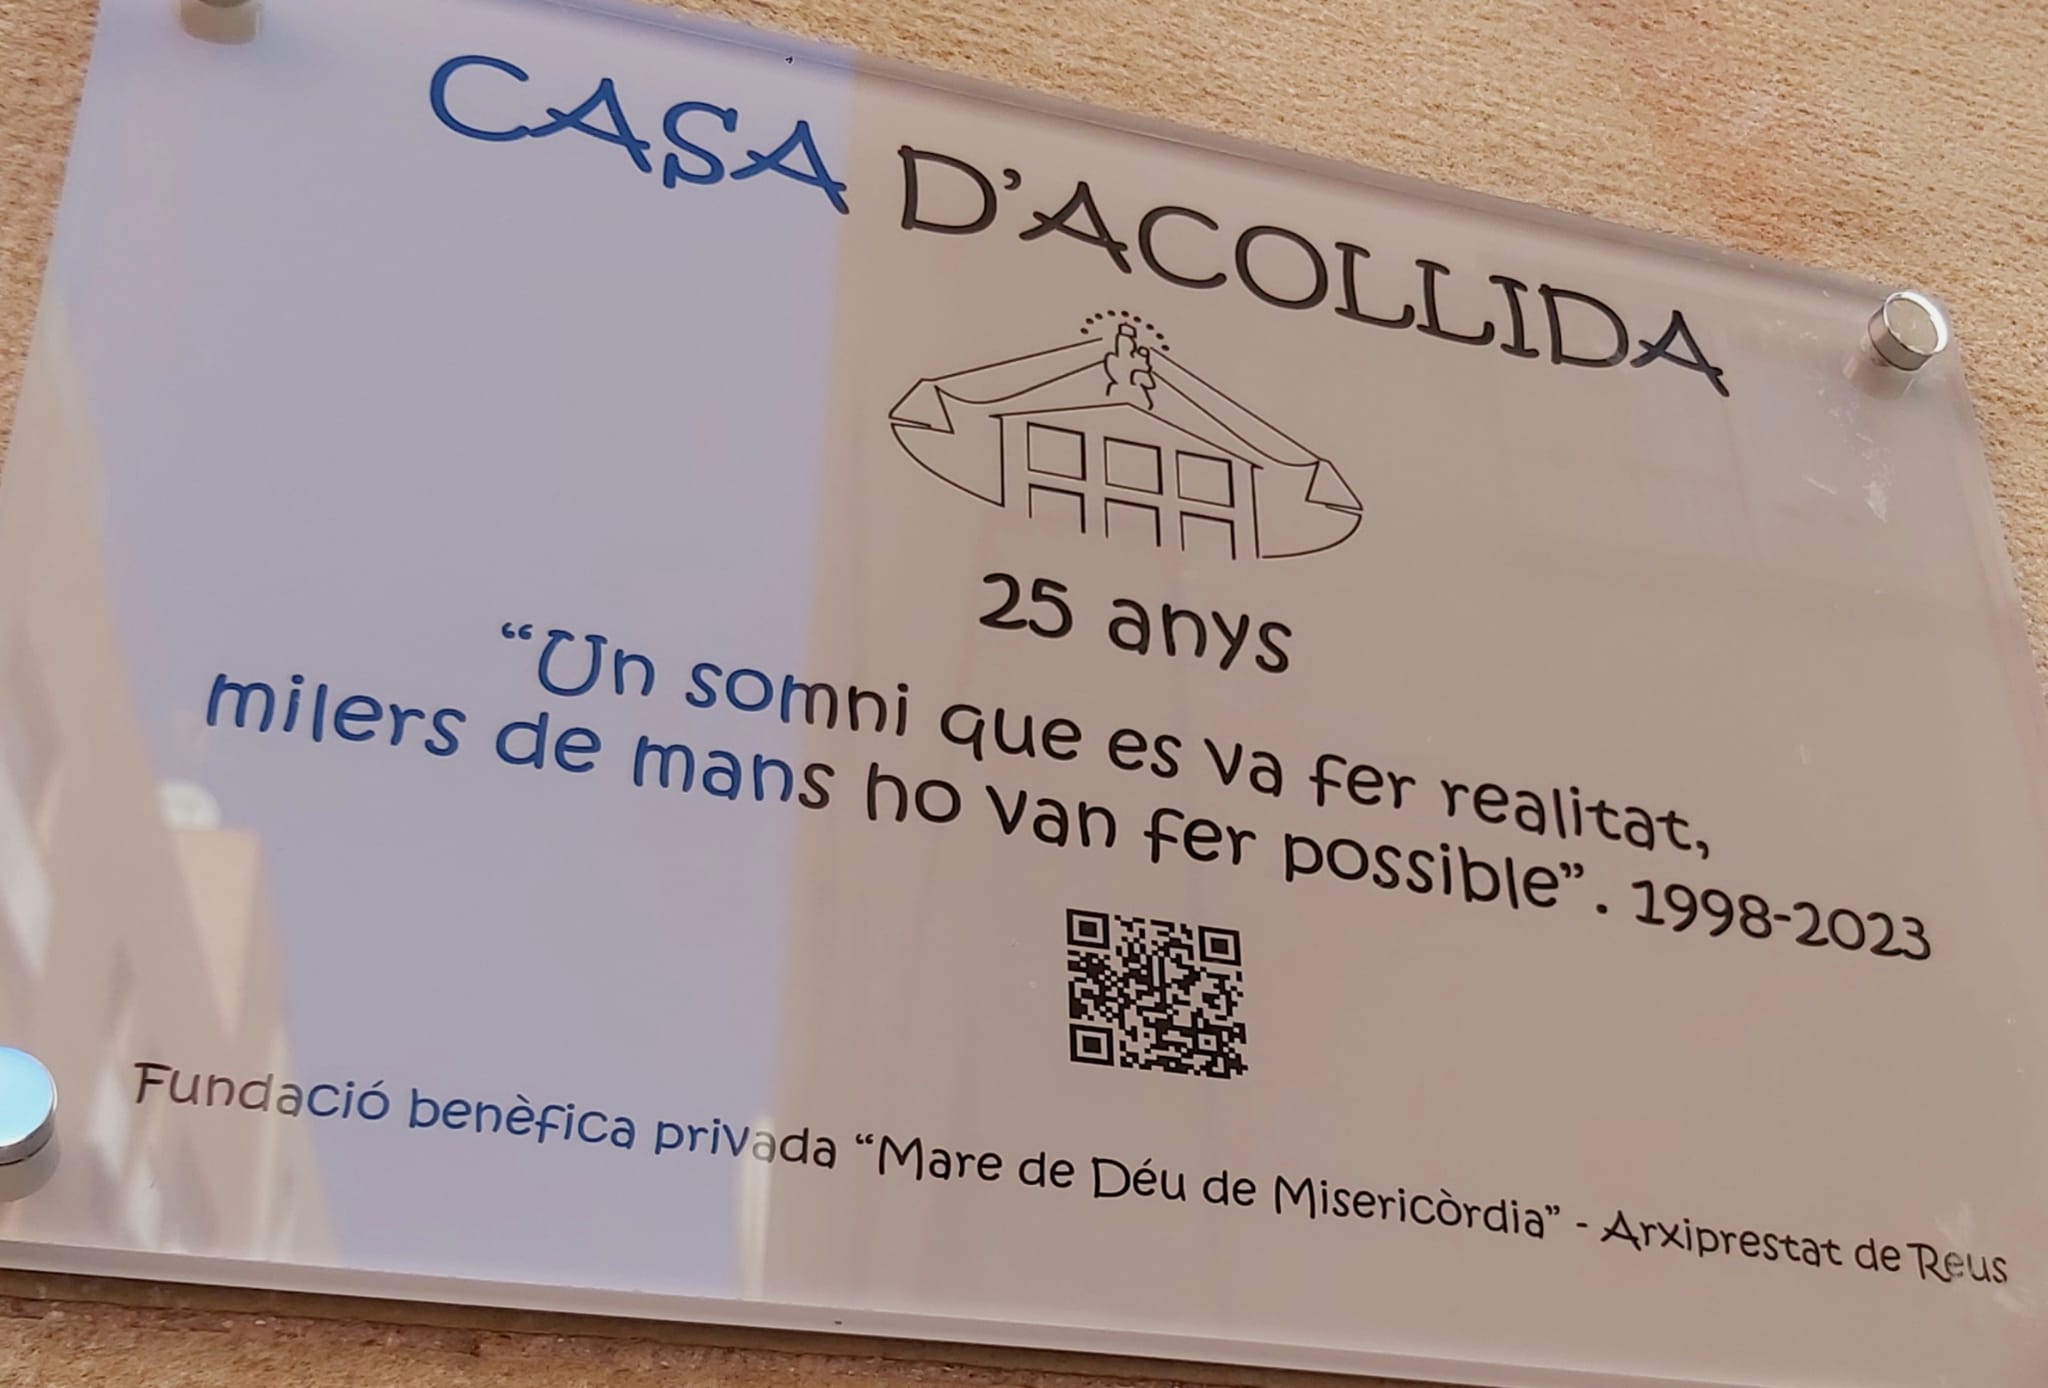 CASA D’ACOLLIDA
25 anys
“Un somni que es va fer realitat,
milers de mans ho van fer possible”. 1998-2023
Fundació benèfica privada “Mare de Déu de Misericòrdia” - Arxiprestat de Reus